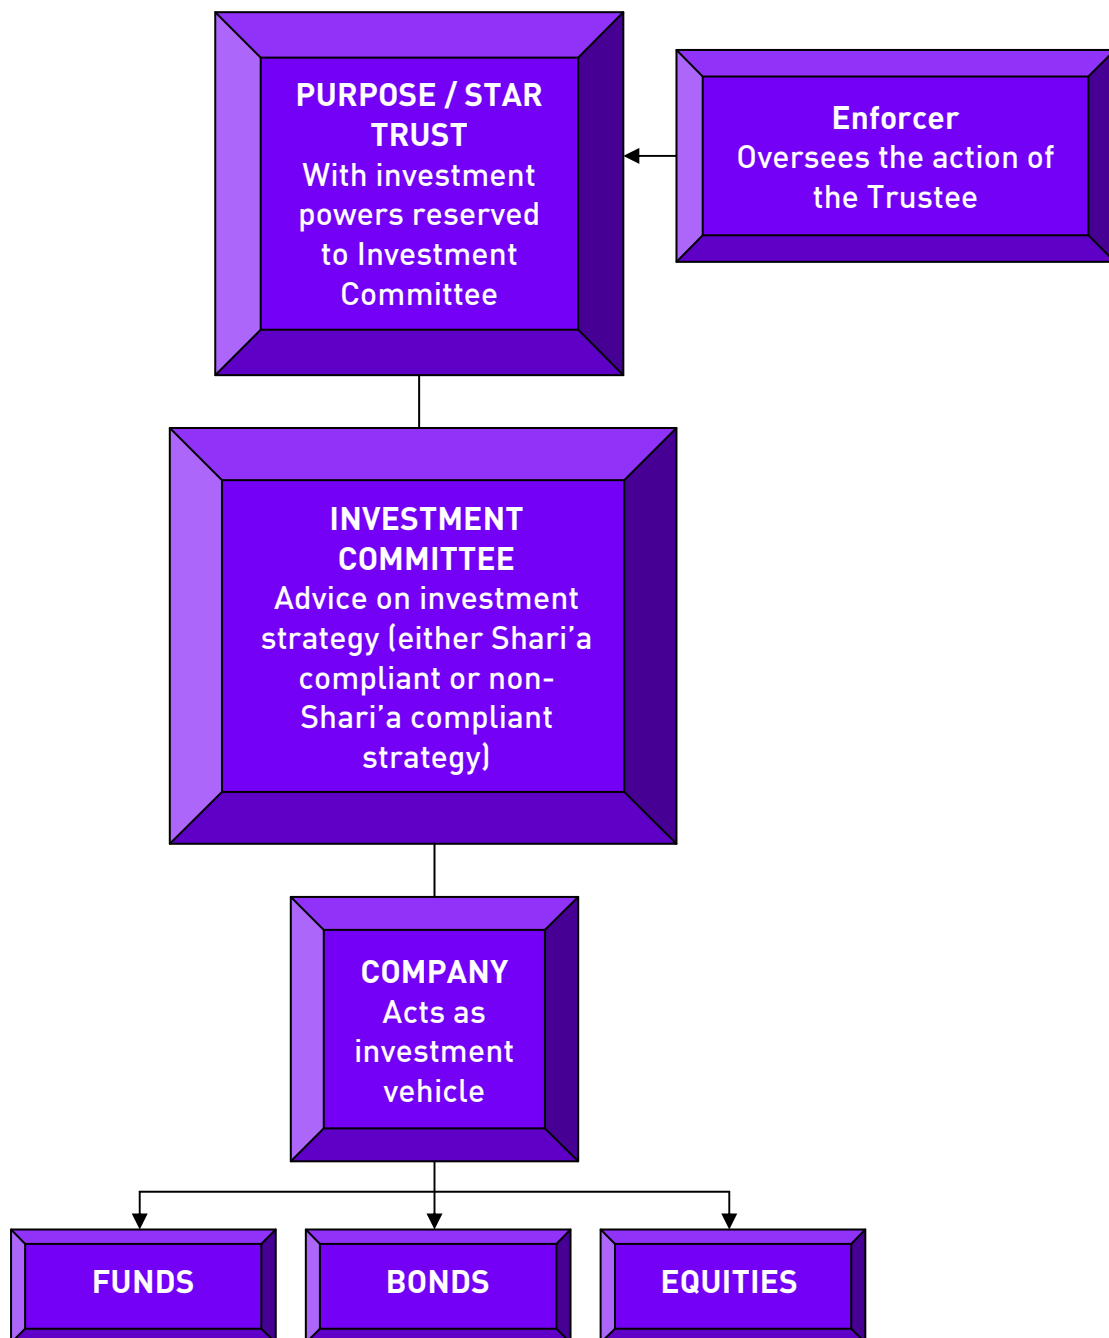 PURPOSE / STAR
TRUST
With investment
powers reserved
to Investment
Committee
Enforcer
Oversees the action of
the Trustee
INVESTMENT
COMMITTEE
Advice on investment
strategy (either Shari’a
compliant or non-
Shari’a compliant
strategy)
COMPANY
Acts as
investment
vehicle
FUNDS
BONDS
EQUITIES